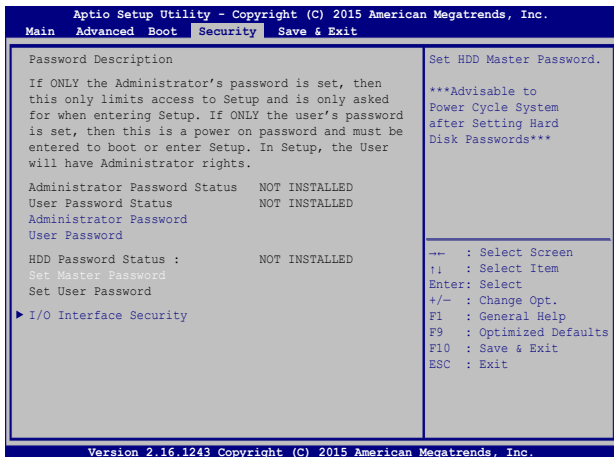 Aptio Setup Utility - Copyright (C) 2015 American Megatrends, Inc.
Main Advanced Boot Security Save & Exit
Password Description
If ONLY the Administrator's password is set, then
this only limits access to Setup and is only asked
for when entering Setup. If ONLY the user's password
is set, then this is a power on password and must be
entered to boot or enter Setup. In Setup, the User
will have Administrator rights.
Administrator Password Status NOT INSTALLED
User Password Status NOT INSTALLED
Administrator Password
User Password
HDD Password Status : NOT INSTALLED
Set Master Password
Set User Password
I/O Interface Security
Set HDD Master Password.
***Advisable to
Power Cycle System
after Setting Hard
Disk Passwords***
→← : Select Screen
↑↓ : Select Item
Enter: Select
+/— : Change Opt.
F1 : General Help
F9 : Optimized Defaults
F10 : Save & Exit
ESC : Exit
Version 2.16.1243 Copyright (C) 2015 American Megatrends, Inc.